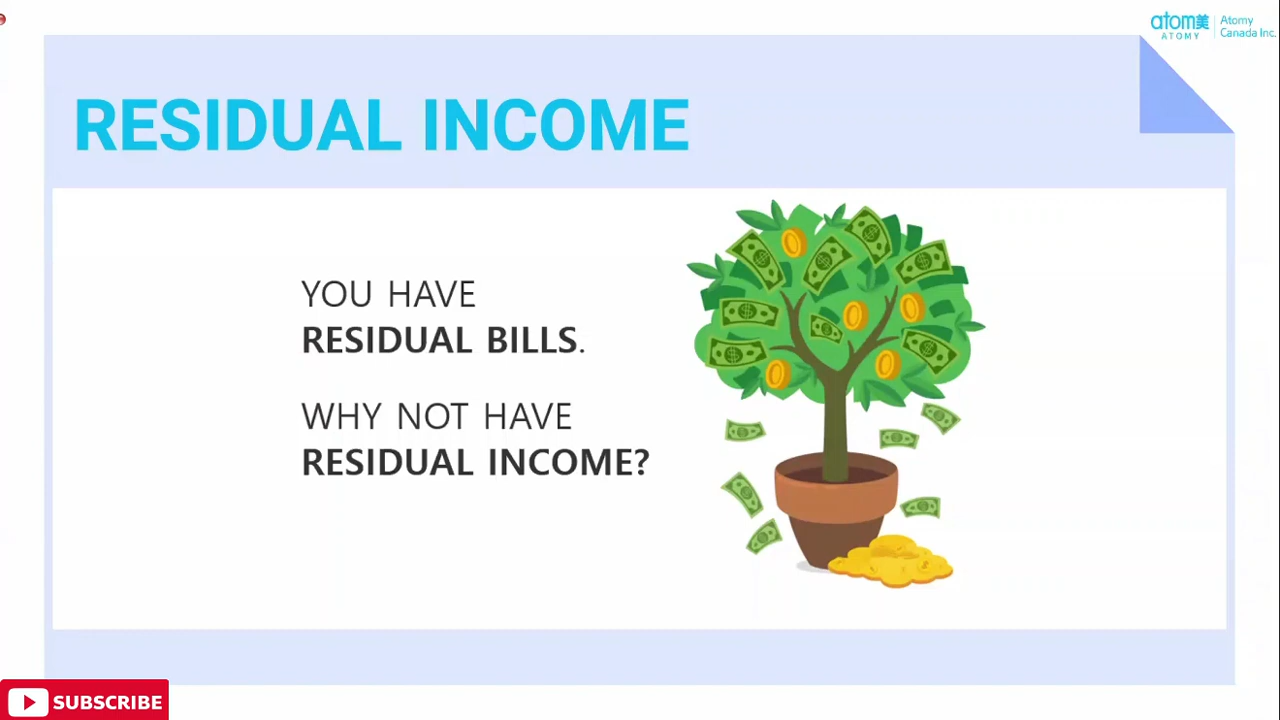 atom美
ATOMY
Atomy
Canada Inc.
RESIDUAL INCOME
YOU HAVE
RESIDUAL BILLS.
WHY NOT HAVE
RESIDUAL INCOME?
SUBSCRIBE